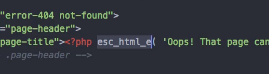 "error-404 not-found">
="page-header">
page-title"><?php esc_html_e( 'Oops! That page can
.page-header -->